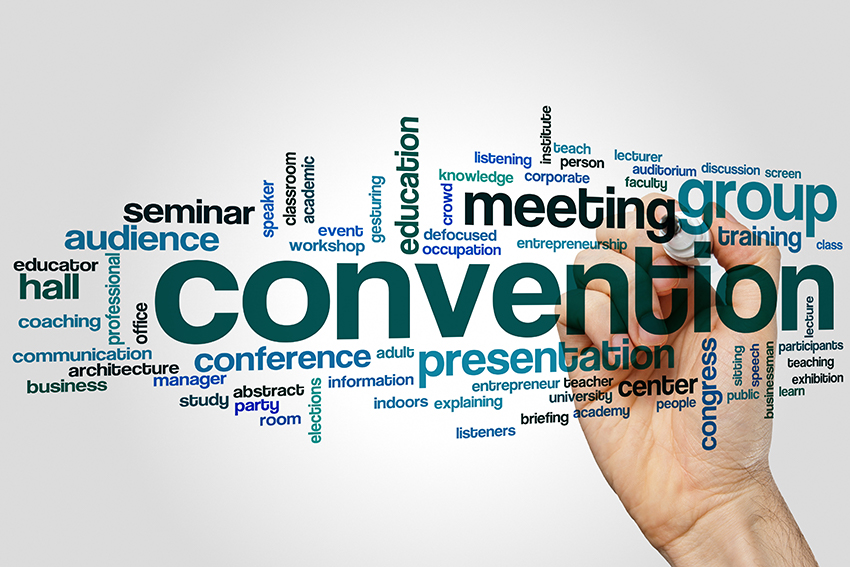 institute
education
listening
teach
person
lecturer
auditorium
discussion
screen
speaker
classroom
academic
gesturing
knowledge
crowd
corporate
faculty
seminar
meeting
group
audience
event
workshop
defocused
occupation
entrepreneurship
training
class
educator
hall
professional
convention
coaching
office
lecture
communication
architecture
business
conference
adult
presentation
congress
sitting
speech
businessman
participants
teaching
exhibition
learn
manager
information
entrepreneur
teacher
center
study
abstract
party
room
elections
indoors
explaining
university
people
public
briefing
academy
listeners